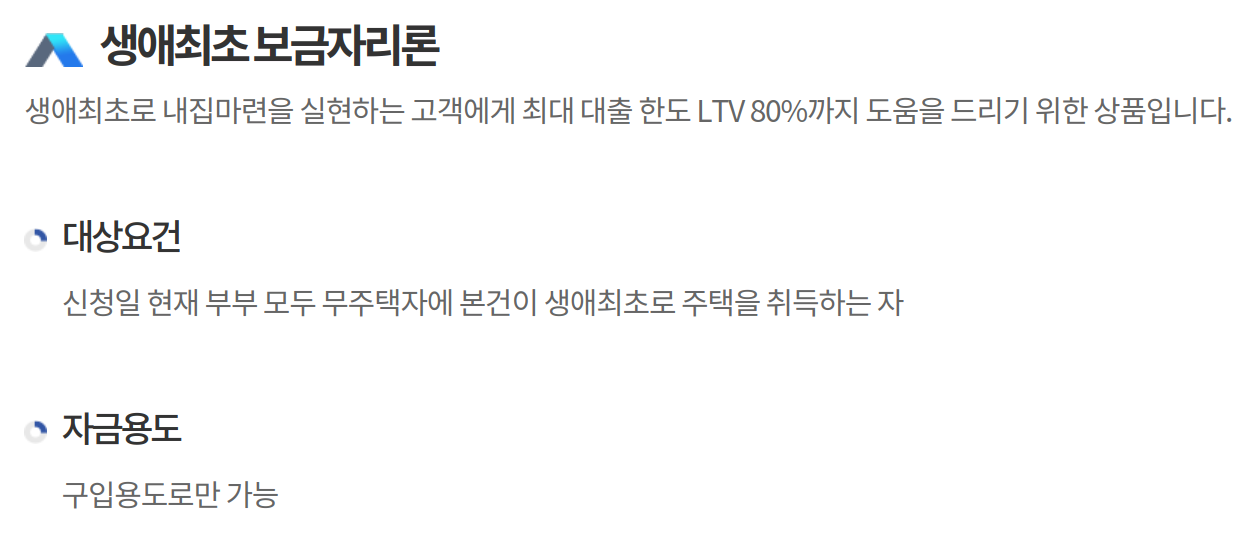 생애최초 보금자리론
생애최초로 내집마련을 실현하는 고객에게 최대 대출 한도 LTV 80%까지 도움을 드리기 위한 상품입니다.
대상요건
신청일 현재 부부 모두 무주택자에 본건이 생애최초로 주택을 취득하는 자
자금용도
구입용도로만 가능